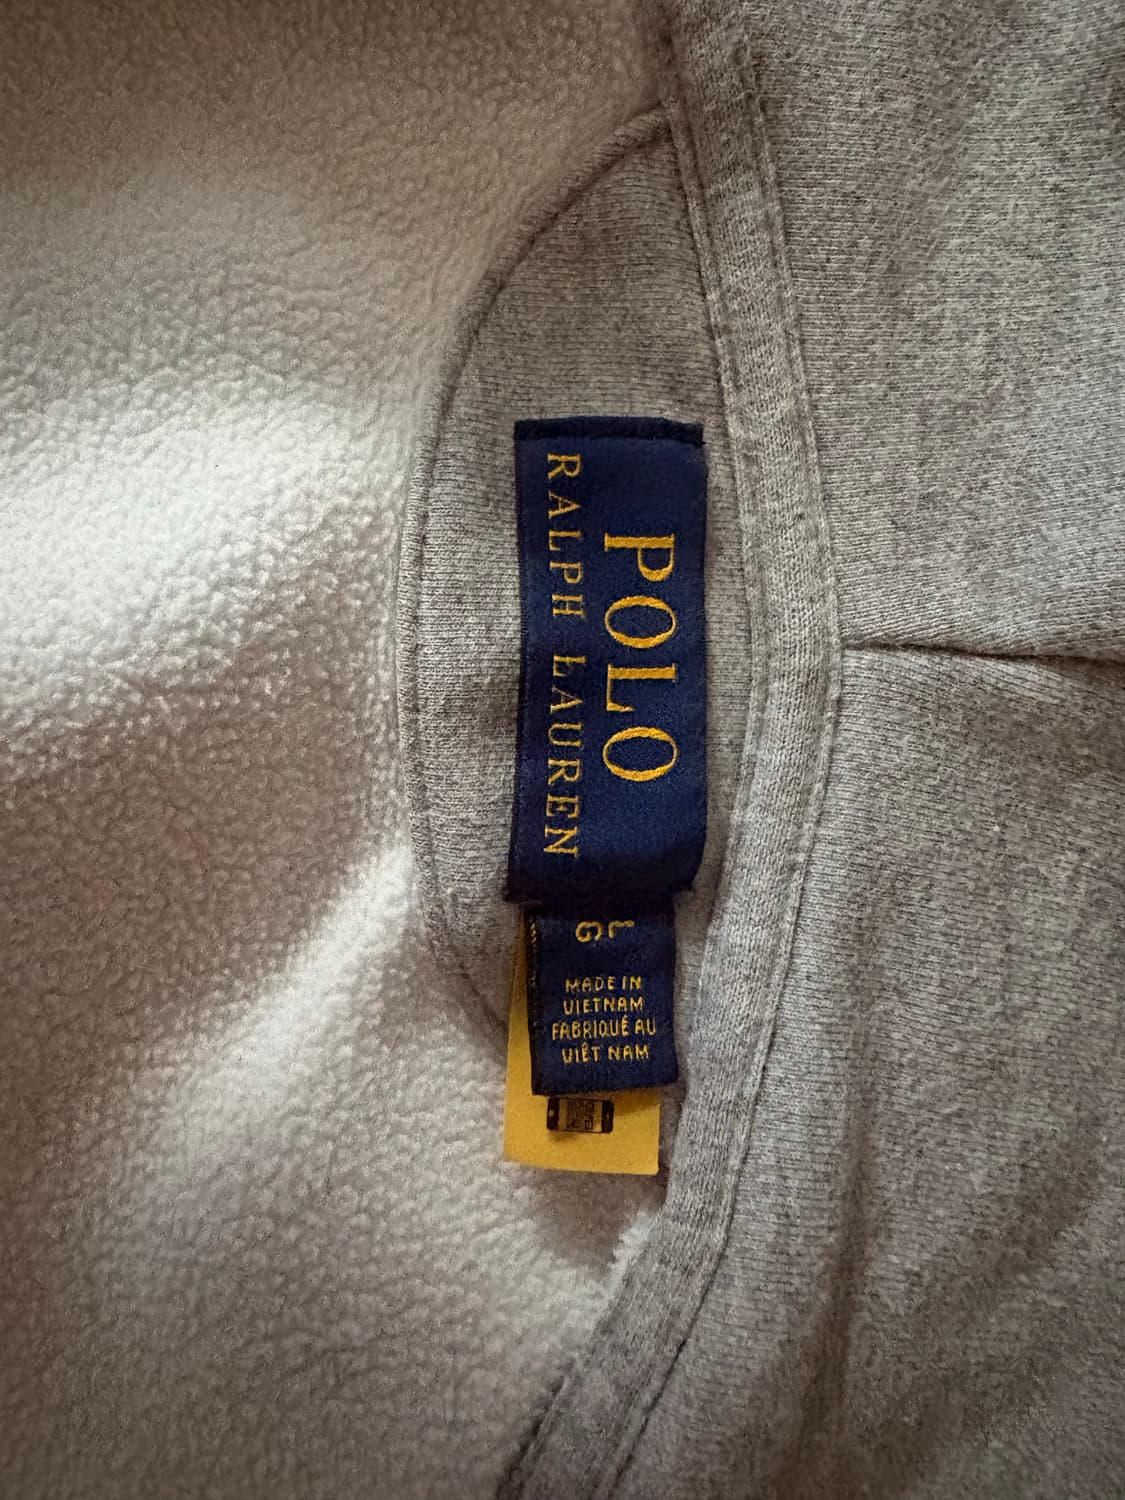 POLO
RALPH LAUREN
L
G
MADE IN
VIETNAM
FABRIQUÉ AU
VIÊT NAM